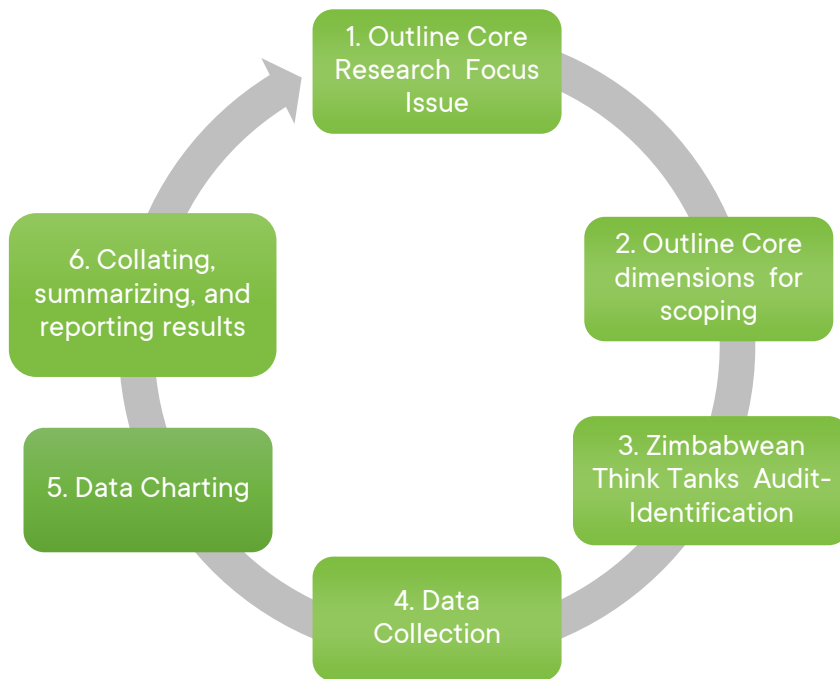 1. Outline Core
Research Focus
Issue
2. Outline Core
dimensions for
scoping
3. Zimbabwean
Think Tanks Audit-
Identification
4. Data
Collection
5. Data Charting
6. Collating,
summarizing, and
reporting results